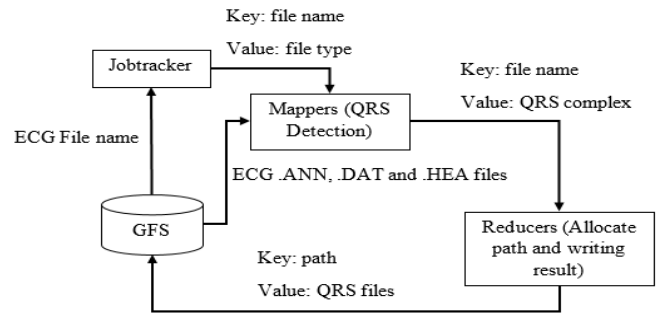 Key: file name
Value: file type
Jobtracker
Key: file name
Value: QRS complex
Mappers (QRS
Detection)
ECG File name
ECG .ANN, .DAT and .HEA files
GFS
Reducers (Allocate
path and writing
result)
Key: path
Value: QRS files